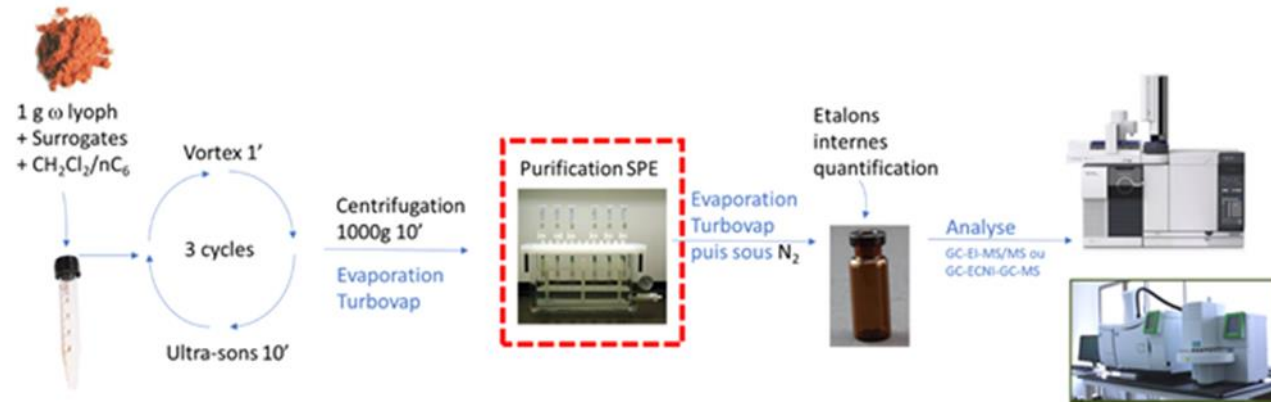 1 g ω lyoph
+ Surrogates
+ CH₂Cl₂/nC₆
Vortex 1’
3 cycles
Ultra-sons 10’
Centrifugation
1000g 10’
Evaporation
Turbovap
Purification SPE
Evaporation
Turbovap
puis sous N₂
Etalons
internes
quantification
Analyse
GC-EI-MS/MS ou
GC-ECNI-GC-MS